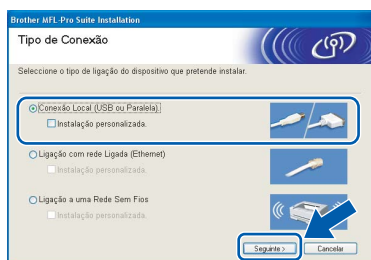 Brother MFL-Pro Suite Installation
Tipo de Conexão
Seleccione o tipo de ligação do dispositivo que pretende instalar.
Conexão Local (USB ou Paralela).
Instalação personalizada.
Ligação com rede Ligada (Ethernet)
Instalação personalizada.
Ligação a uma Rede Sem Fios
Instalação personalizada.
Seguinte >
Cancelar